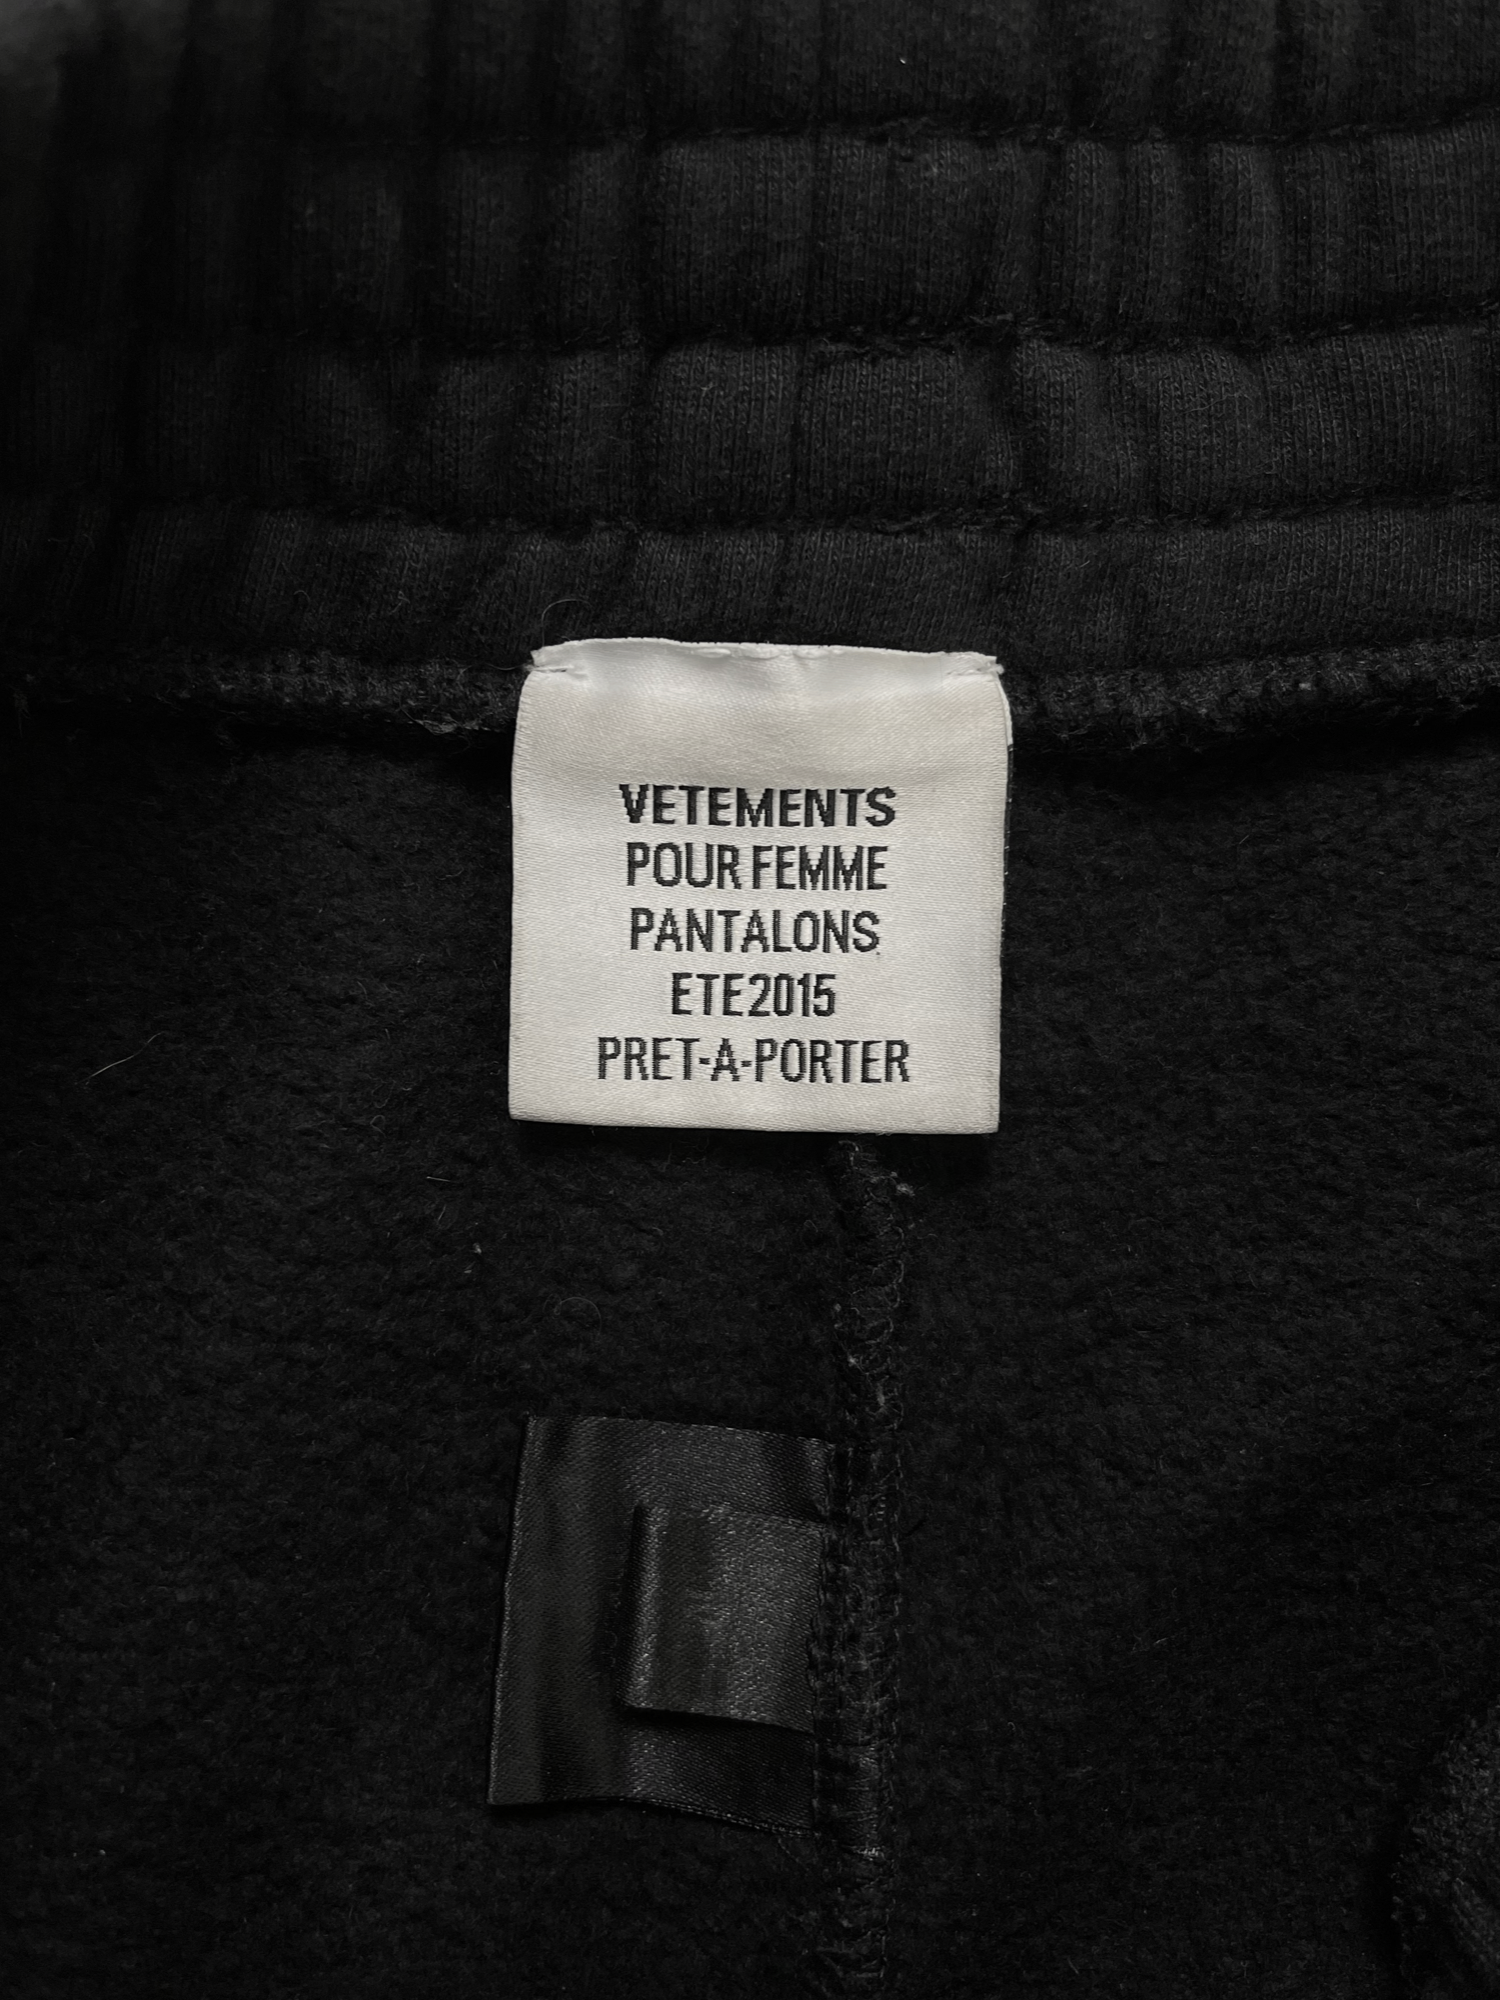 VETEMENTS
POUR FEMME
PANTALONS
ETE2015
PRET-A-PORTER